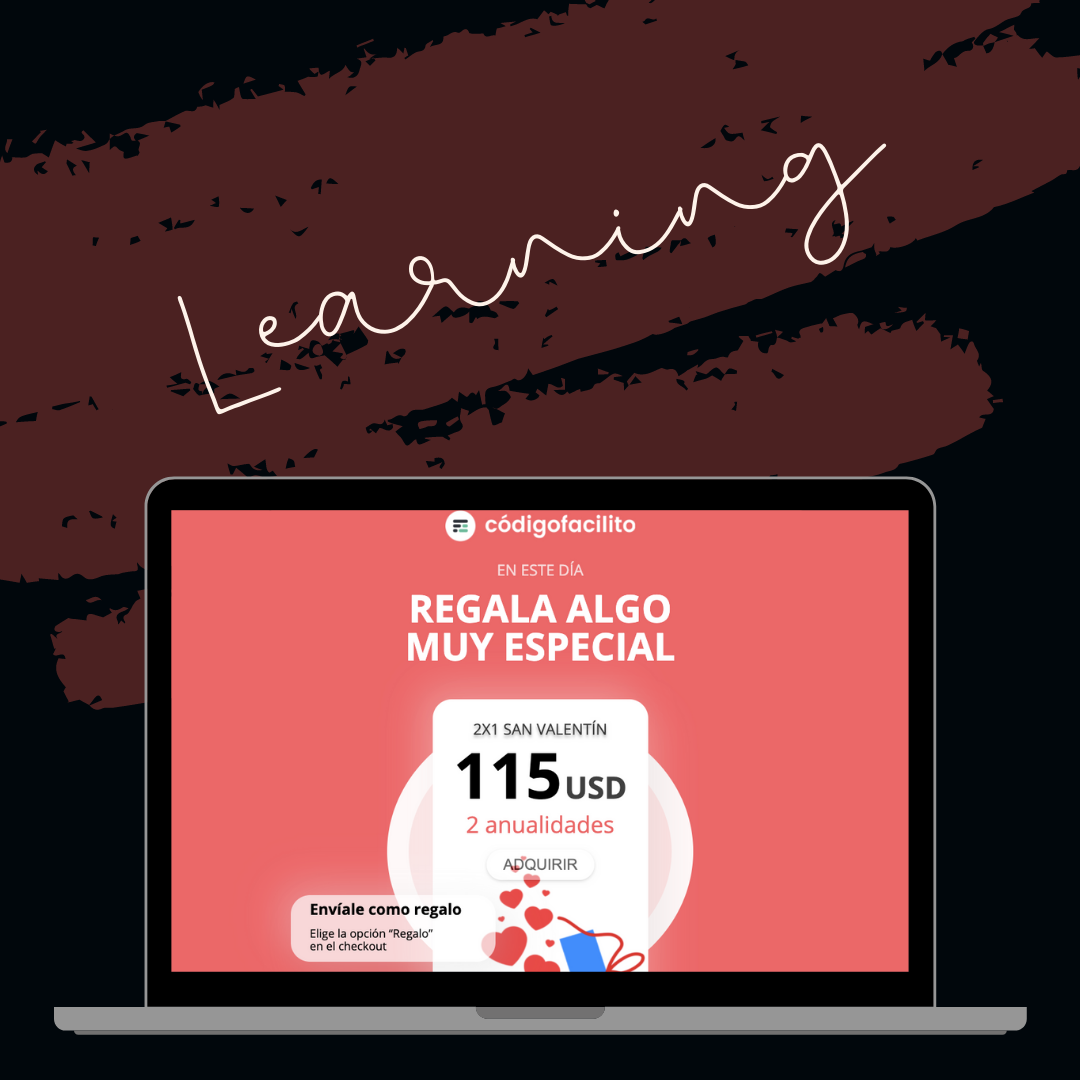 Learning
códigofacilito
EN ESTE DÍA
REGALA ALGO
MUY ESPECIAL
2X1 SAN VALENTÍN
115 USD
2 anualidades
ADQUIRIR
Envíale como regalo
Elige la opción “Regalo”
en el checkout